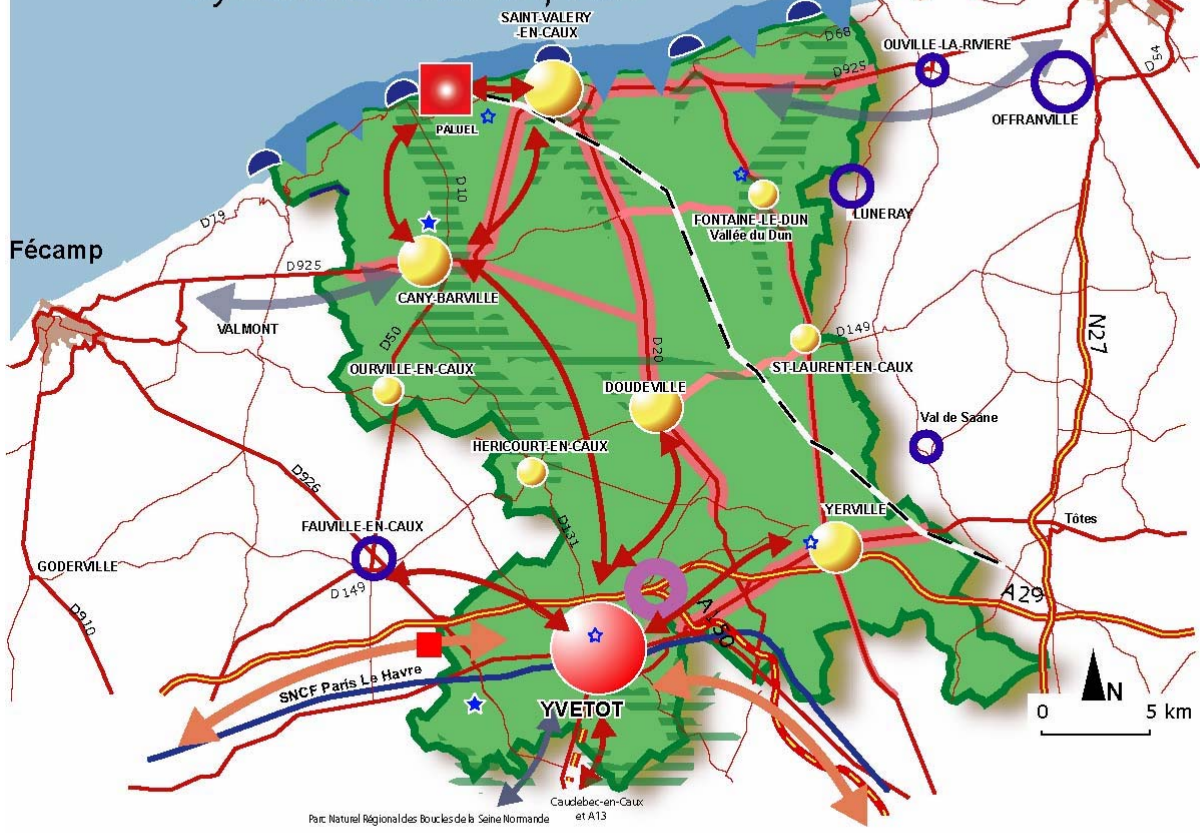 SAINT-VALERY
-EN-CAUX
D68
OUVILLE-LA-RIVIERE
D54
D925
OFFRANVILLE
PALUEL
D10
LUNERAY
FONTAINE-LE-DUN
Vallée du Dun
D79
Fécamp
D925
CANY-BARVILLE
VALMONT
D50
D20
D149
N27
OURVILLE-EN-CAUX
ST-LAURENT-EN-CAUX
DOUDEVILLE
Val de Saâne
HERICOURT-EN-CAUX
D926
YERVILLE
FAUVILLE-EN-CAUX
D131
Tôtes
GODERVILLE
D149
A29
D910
A150
SNCF Paris Le Havre
YVETOT
N
0 5 km
Caudebec-en-Caux
et A13
Parc Naturel Régional des Boucles de la Seine Normande